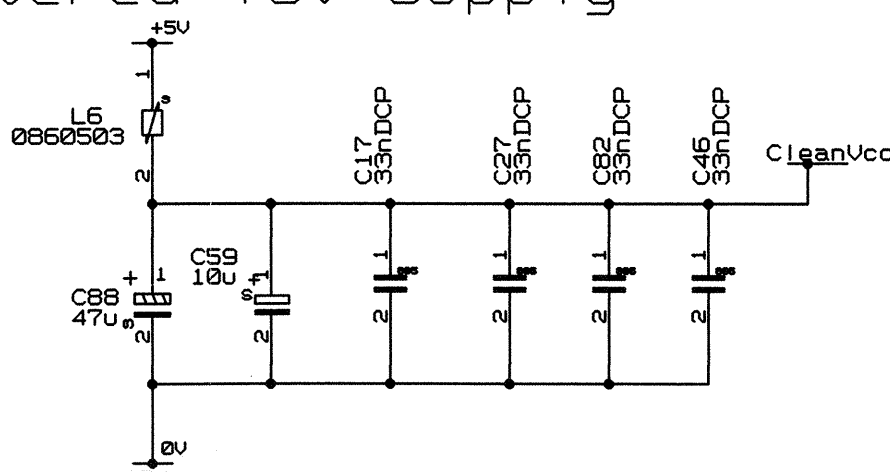 +5V
1
s
L6
0860503
2
C17
33nDCP
C27
33nDCP
C82
33nDCP
C46
33nDCP
CleanVcc
+ 1
C88
47u
s
2
C59
10u
+
1
s
2
1
2
1
2
1
2
1
2
0V